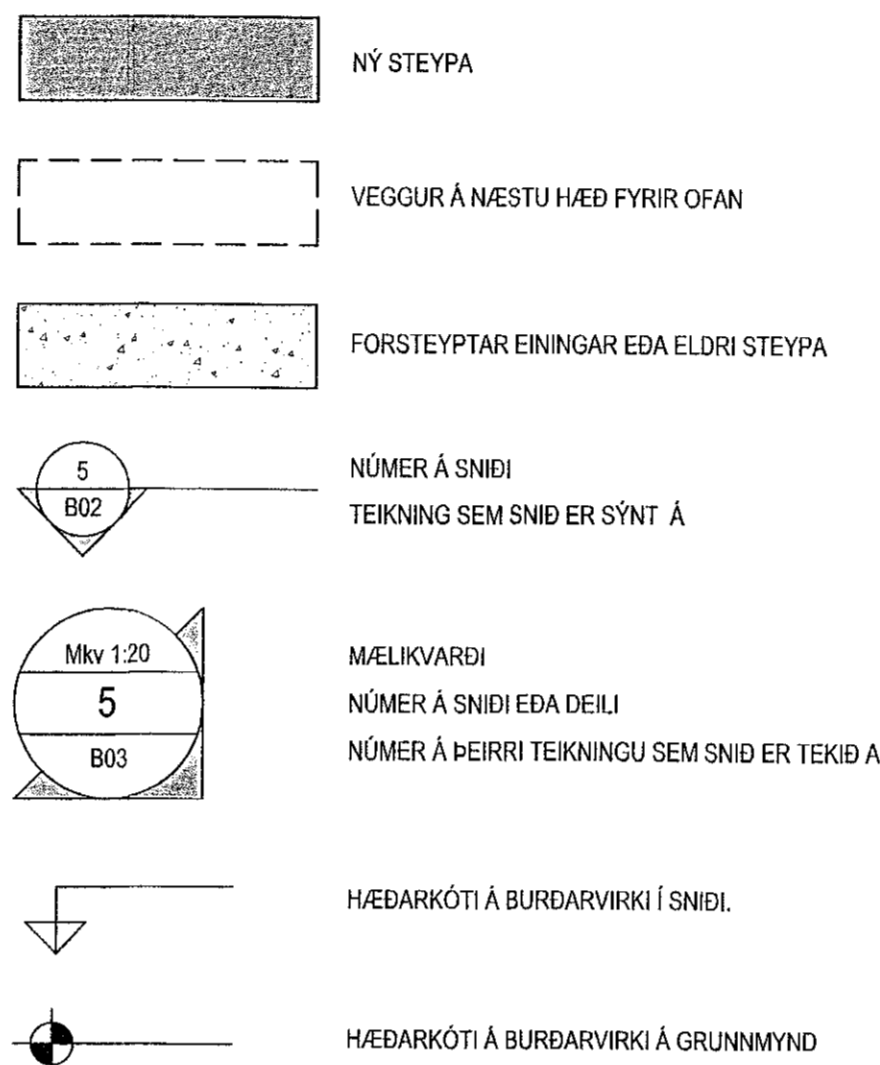 NÝ STEYPA
VEGGUR Á NÆSTU HÆÐ FYRIR OFAN
FORSTEYPTAR EININGAR EÐA ELDRI STEYPA
5
B02
NÚMER Á SNIÐI
TEIKNING SEM SNIÐ ER SÝNT Á
Mkv 1:20
5
B03
MÆLIKVARÐI
NÚMER Á SNIÐI EÐA DEILI
NÚMER Á ÞEIRRI TEIKNINGU SEM SNIÐ ER TEKIÐ A
HÆÐARKÓTI Á BURÐARVIRKI Í SNIÐI.
HÆÐARKÓTI Á BURÐARVIRKI Á GRUNNMYND